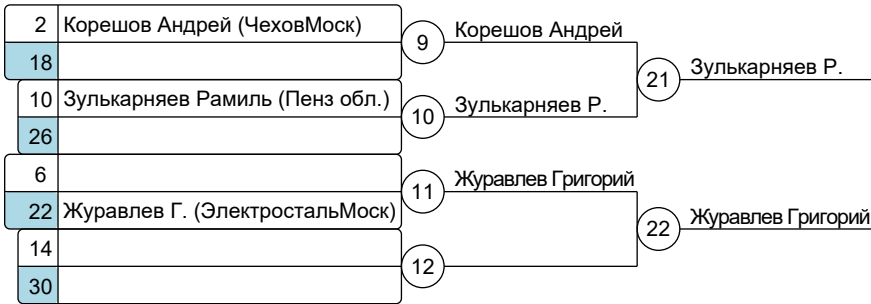 2 Корешов Андрей (ЧеховМоск)
9 Корешов Андрей
18
21 Зулькарняев Р.
10 Зулькарняев Рамиль (Пенз обл.)
10 Зулькарняев Р.
26
6
11 Журавлев Григорий
22 Журавлев Г. (ЭлектростальМоск)
22 Журавлев Григорий
14
12
30